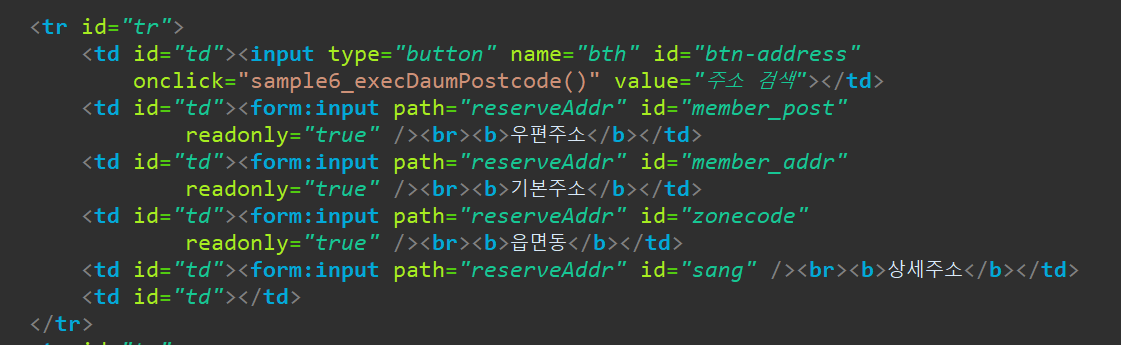 <tr id="tr">
<td id="td"><input type="button" name="bth" id="btn-address"
onclick="sample6_execDaumPostcode()" value="주소 검색"></td>
<td id="td"><form:input path="reserveAddr" id="member_post"
readonly="true" /><br><b>우편주소</b></td>
<td id="td"><form:input path="reserveAddr" id="member_addr"
readonly="true" /><br><b>기본주소</b></td>
<td id="td"><form:input path="reserveAddr" id="zonecode"
readonly="true" /><br><b>읍면동</b></td>
<td id="td"><form:input path="reserveAddr" id="sang" /><br><b>상세주소</b></td>
<td id="td"></td>
</tr>